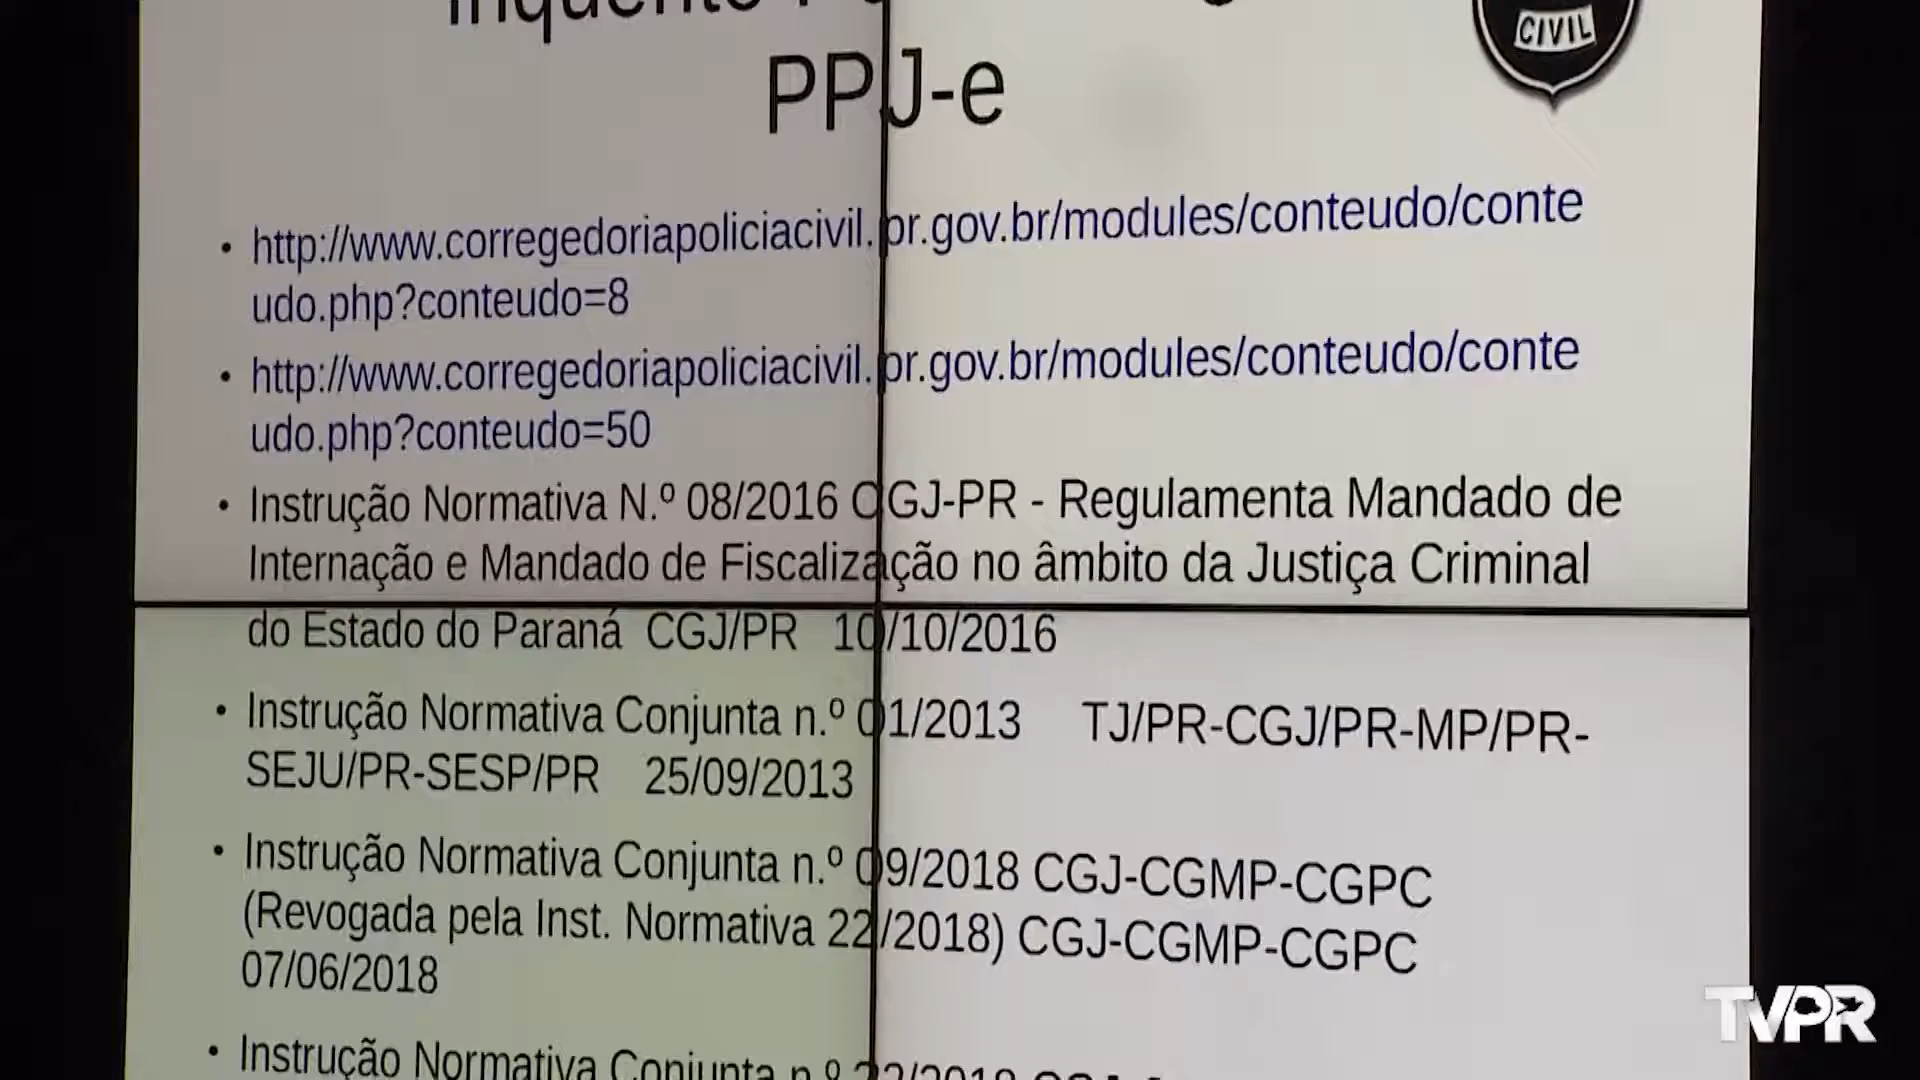 CIVIL
PPJ-e
• http://www.corregedoriapoliciacivil.pr.gov.br/modules/conteudo/conte
udo.php?conteudo=8
• http://www.corregedoriapoliciacivil.pr.gov.br/modules/conteudo/conte
udo.php?conteudo=50
• Instrução Normativa N.º 08/2016 CGJ-PR - Regulamenta Mandado de
Internação e Mandado de Fiscalização no âmbito da Justiça Criminal
do Estado do Paraná CGJ/PR 10/10/2016
• Instrução Normativa Conjunta n.º 01/2013 TJ/PR-CGJ/PR-MP/PR-
SEJU/PR-SESP/PR 25/09/2013
• Instrução Normativa Conjunta n.º 09/2018 CGJ-CGMP-CGPC
(Revogada pela Inst. Normativa 22/2018) CGJ-CGMP-CGPC
07/06/2018
• Instrução Normativa Conjunta n.º 22/2018
TVPR